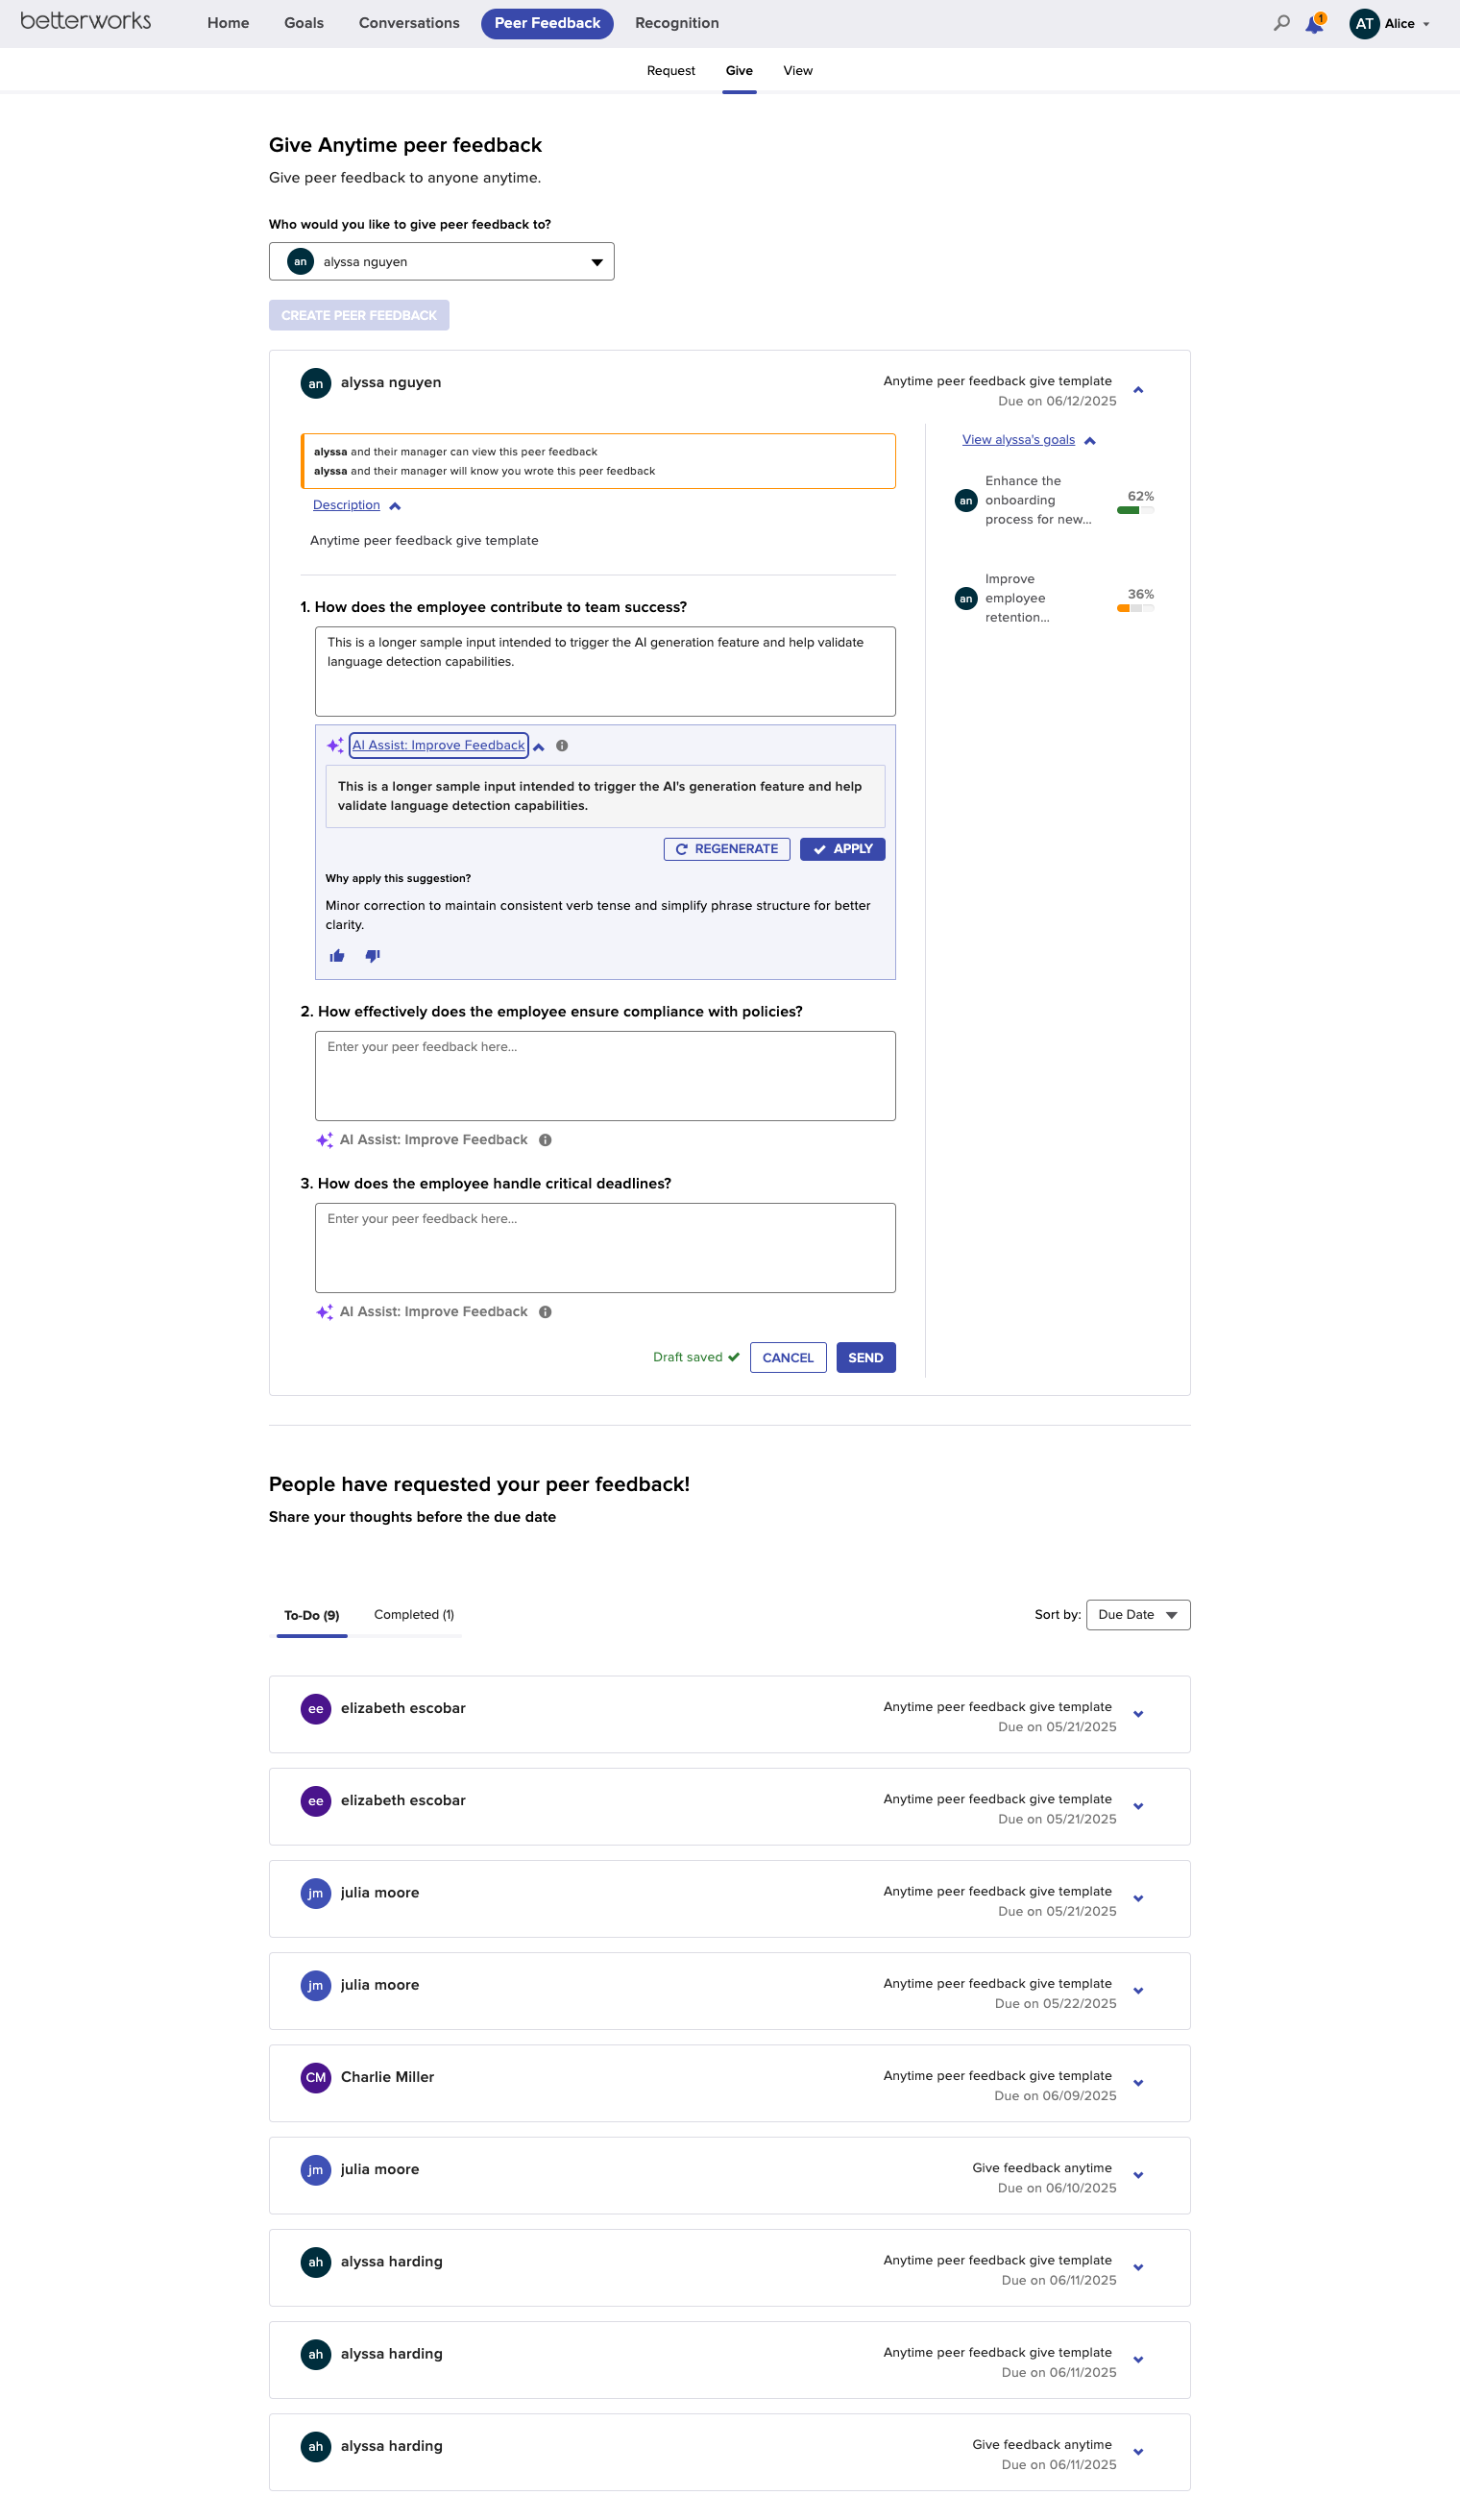 betterworks
Home
Goals
Conversations
Peer Feedback
Recognition
1
AT
Alice
Request
Give
View
Give Anytime peer feedback
Give peer feedback to anyone anytime.
Who would you like to give peer feedback to?
an
alyssa nguyen
CREATE PEER FEEDBACK
an
alyssa nguyen
Anytime peer feedback give template
Due on 06/12/2025
alyssa and their manager can view this peer feedback
alyssa and their manager will know you wrote this peer feedback
Description
Anytime peer feedback give template
View alyssa's goals
an
Enhance the
onboarding
process for new...
62%
an
Improve
employee
retention...
36%
1. How does the employee contribute to team success?
This is a longer sample input intended to trigger the AI generation feature and help validate
language detection capabilities.
AI Assist: Improve Feedback
This is a longer sample input intended to trigger the AI's generation feature and help
validate language detection capabilities.
REGENERATE
APPLY
Why apply this suggestion?
Minor correction to maintain consistent verb tense and simplify phrase structure for better
clarity.
2. How effectively does the employee ensure compliance with policies?
Enter your peer feedback here...
AI Assist: Improve Feedback
3. How does the employee handle critical deadlines?
Enter your peer feedback here...
AI Assist: Improve Feedback
Draft saved
CANCEL
SEND
People have requested your peer feedback!
Share your thoughts before the due date
To-Do (9)
Completed (1)
Sort by:
Due Date
ee
elizabeth escobar
Anytime peer feedback give template
Due on 05/21/2025
ee
elizabeth escobar
Anytime peer feedback give template
Due on 05/21/2025
jm
julia moore
Anytime peer feedback give template
Due on 05/21/2025
jm
julia moore
Anytime peer feedback give template
Due on 05/22/2025
CM
Charlie Miller
Anytime peer feedback give template
Due on 06/09/2025
jm
julia moore
Give feedback anytime
Due on 06/10/2025
ah
alyssa harding
Anytime peer feedback give template
Due on 06/11/2025
ah
alyssa harding
Anytime peer feedback give template
Due on 06/11/2025
ah
alyssa harding
Give feedback anytime
Due on 06/11/2025